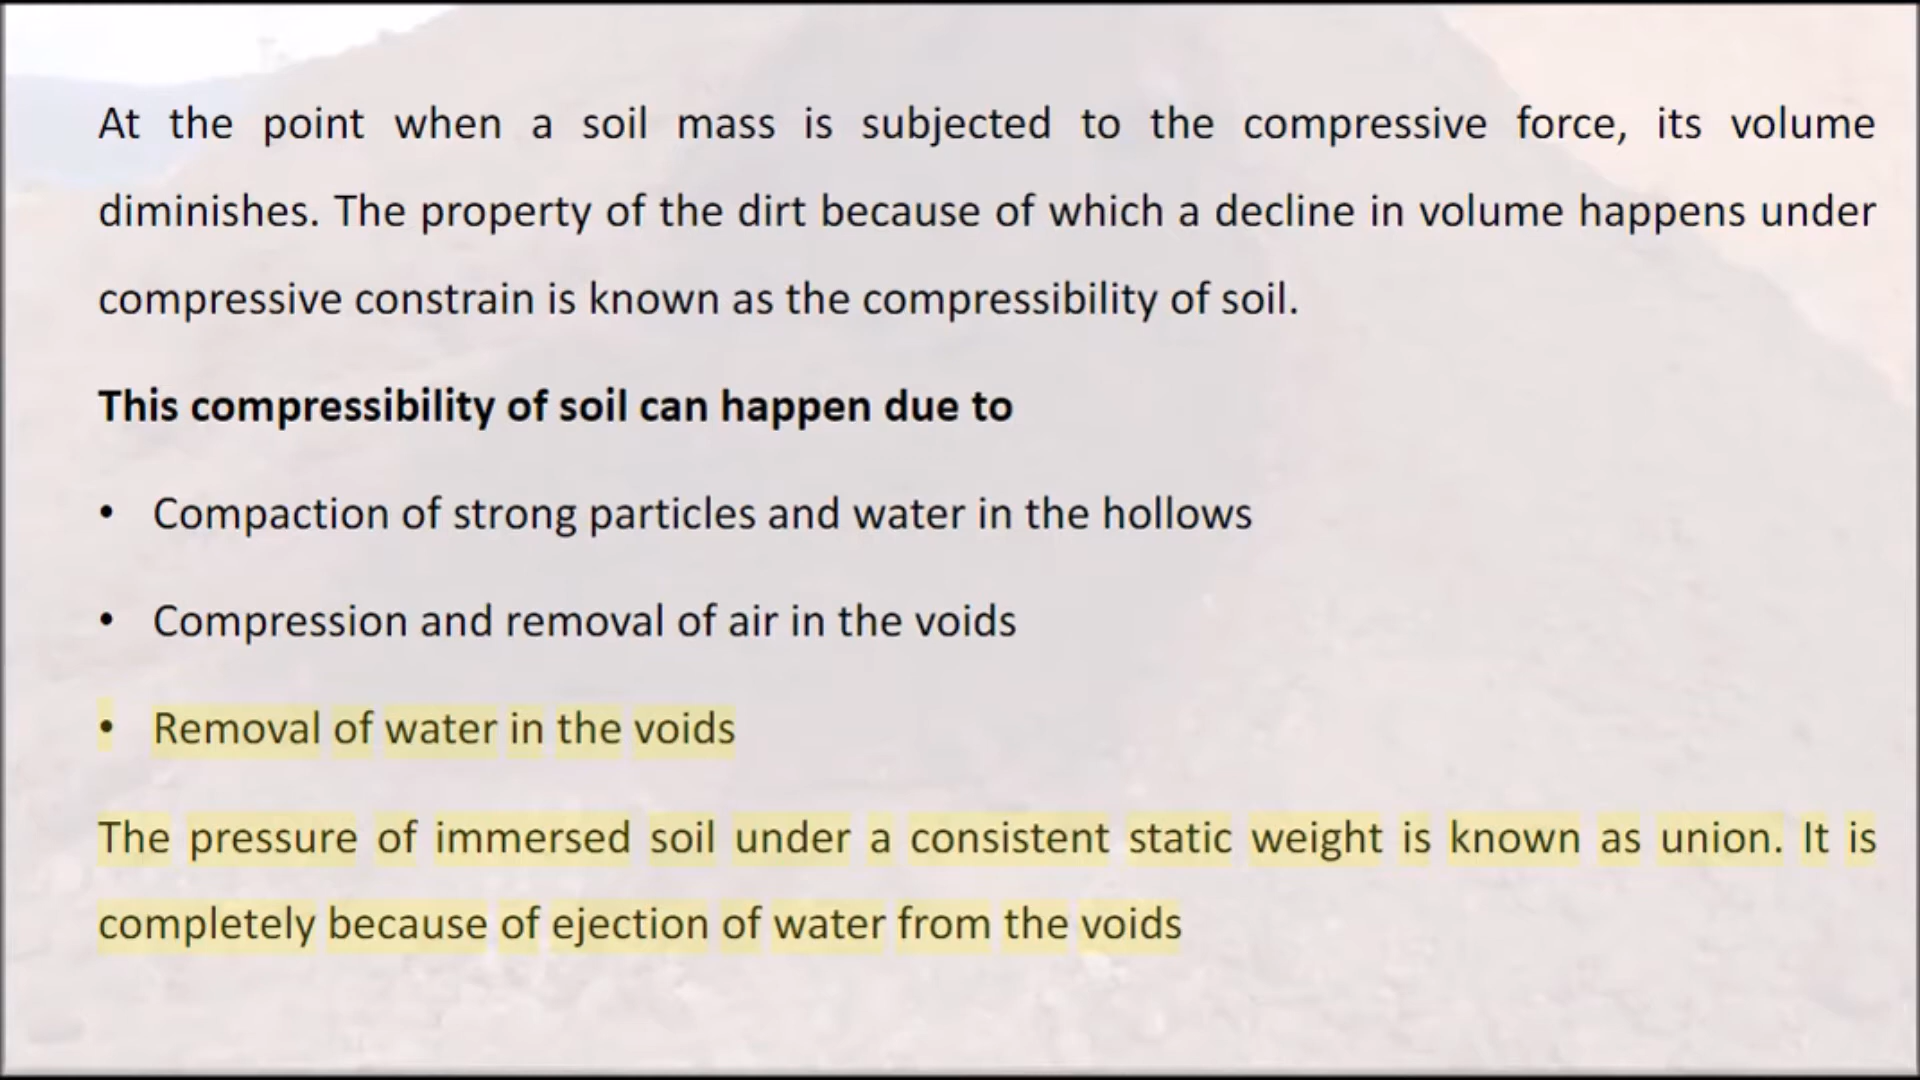 At the point when a soil mass is subjected to the compressive force, its volume
diminishes. The property of the dirt because of which a decline in volume happens under
compressive constrain is known as the compressibility of soil.
This compressibility of soil can happen due to
• Compaction of strong particles and water in the hollows
• Compression and removal of air in the voids
• Removal of water in the voids
The pressure of immersed soil under a consistent static weight is known as union. It is
completely because of ejection of water from the voids